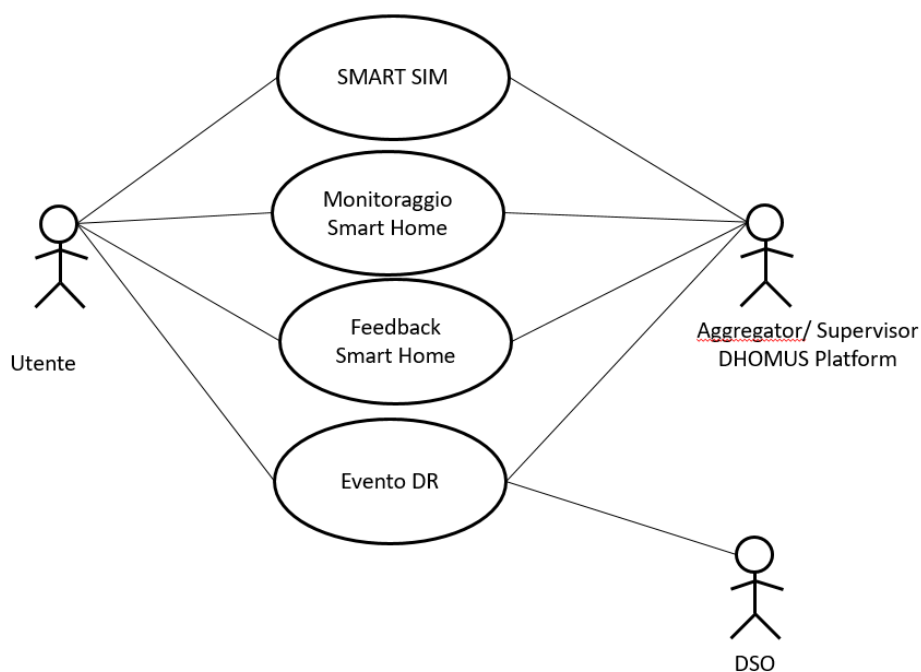 SMART SIM
Monitoraggio
Smart Home
Feedback
Smart Home
Utente
Aggregator/ Supervisor
DHOMUS Platform
Evento DR
DSO